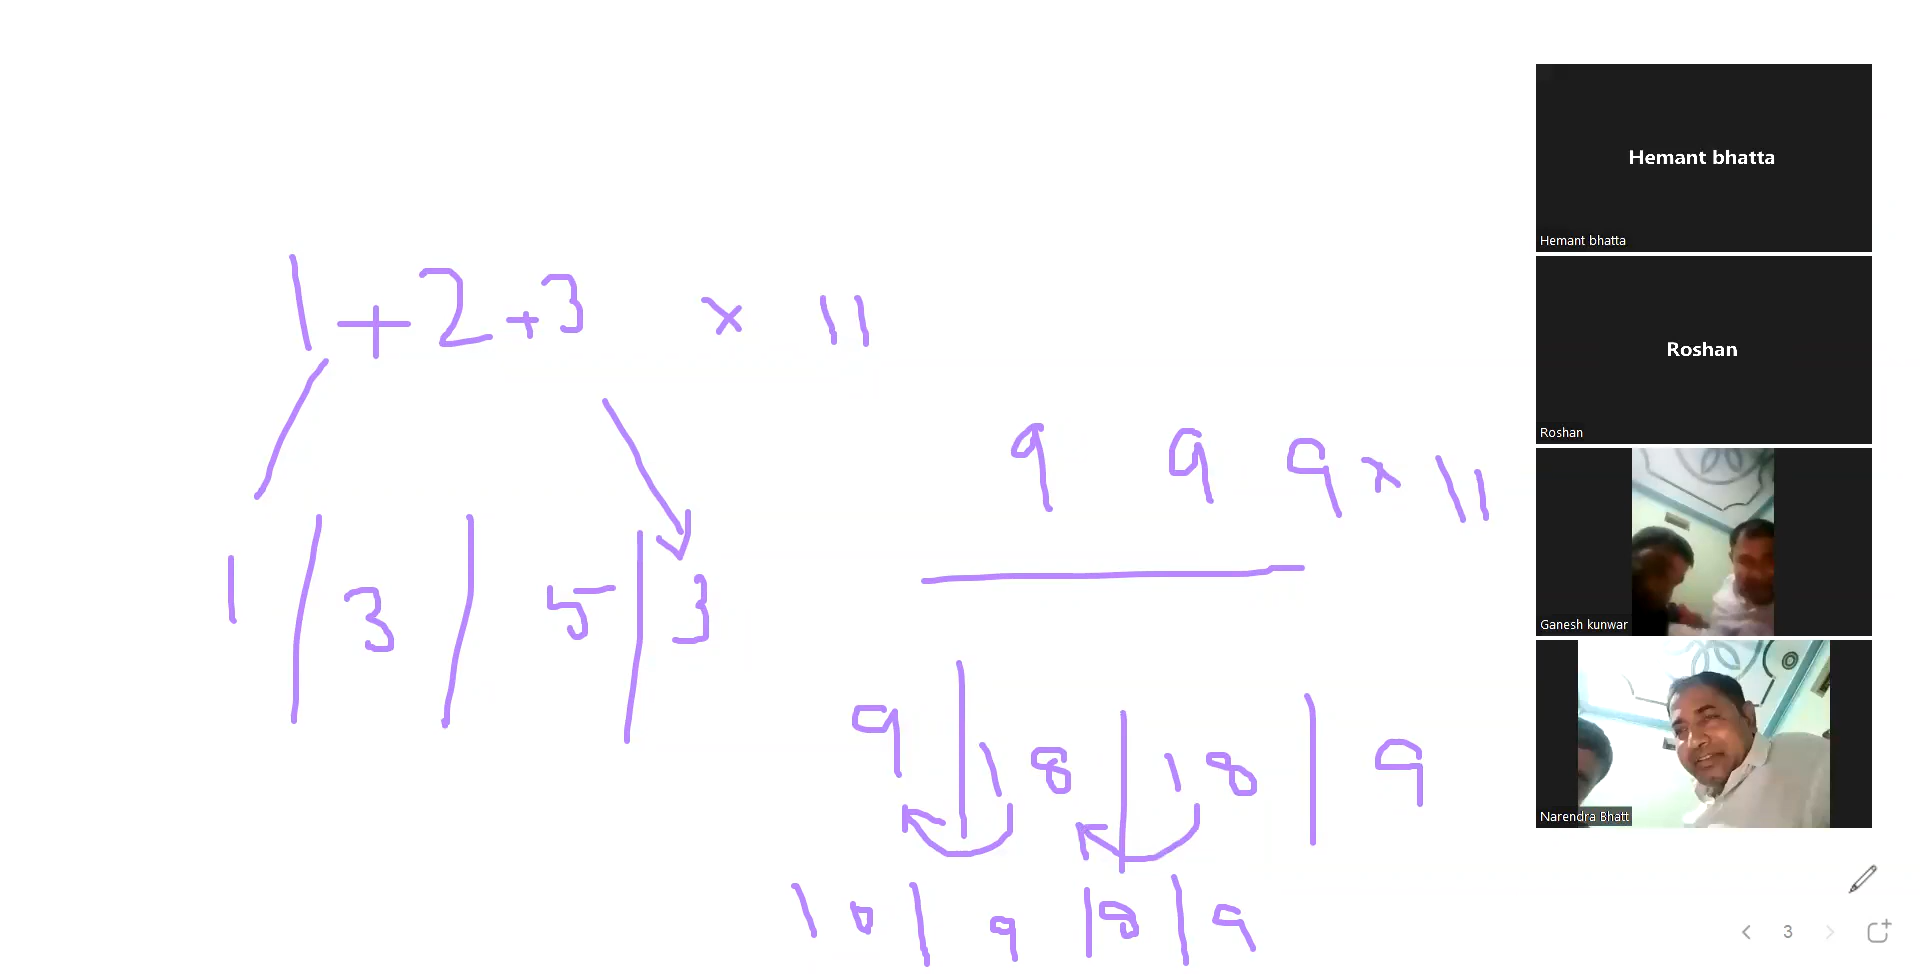 1 + 2 + 3 × 11
1 | 3 | 5 | 3
9 9 9 × 11
9 | 18 | 18 | 9
10 | 9 | 8 | 9
Hemant bhatta
Hemant bhatta
Roshan
Roshan
Ganesh kunwar
Narendra Bhatt
< 3 >